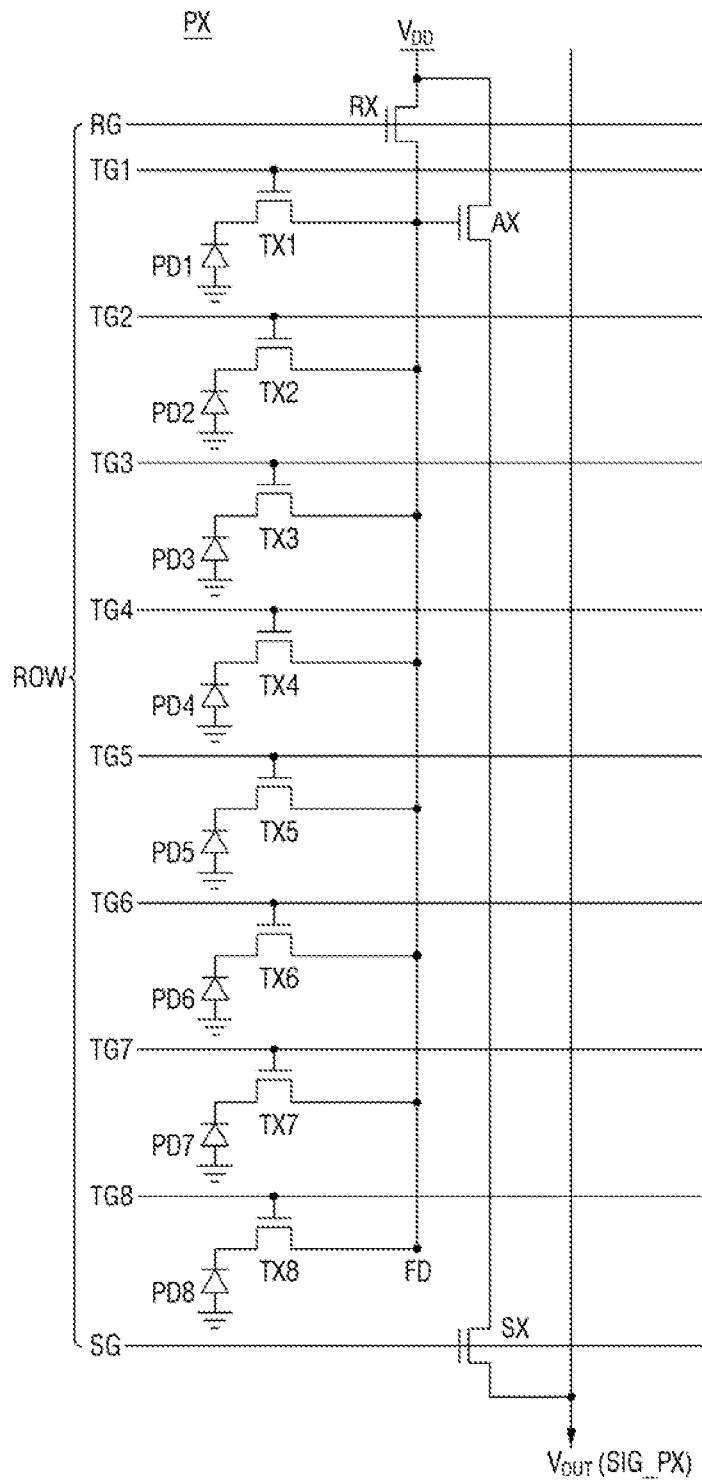 PX
VDD
RX
RG
TG1
AX
TX1
PD1
TG2
TX2
PD2
TG3
TX3
PD3
TG4
TX4
PD4
ROW
TG5
TX5
PD5
TG6
TX6
PD6
TG7
TX7
PD7
TG8
TX8
FD
PD8
SX
SG
VOUT (SIG_PX)